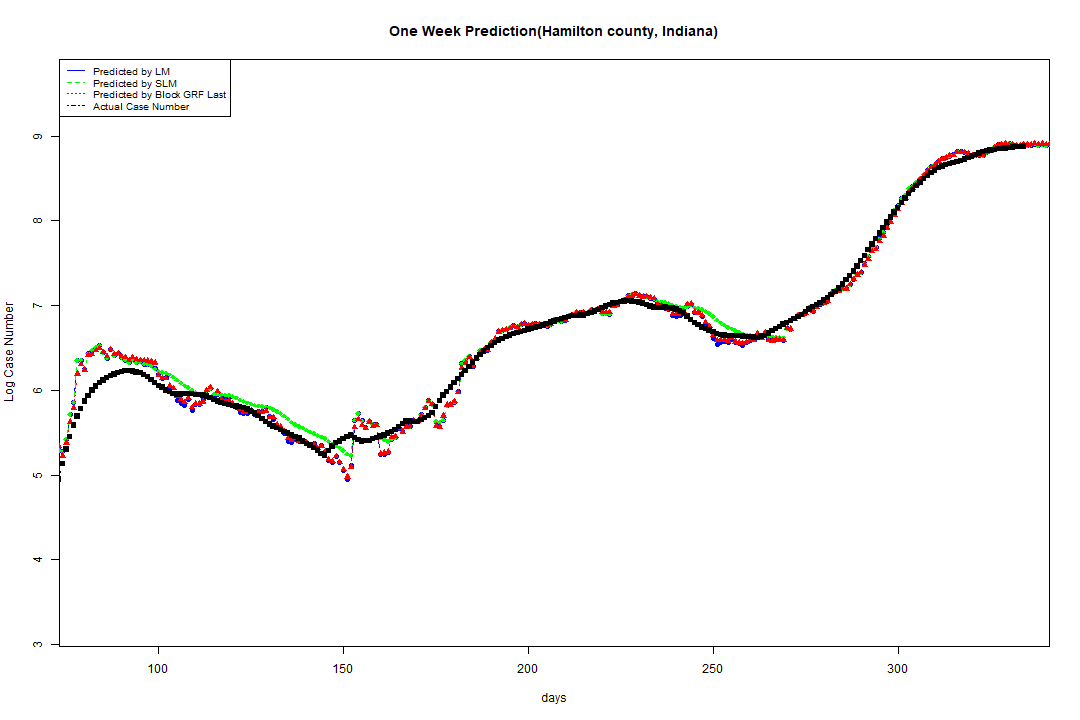 One Week Prediction(Hamilton county, Indiana)
Predicted by LM
Predicted by SLM
Predicted by Block GRF Last
Actual Case Number
Log Case Number
9
8
7
6
5
4
3
100 150 200 250 300
days